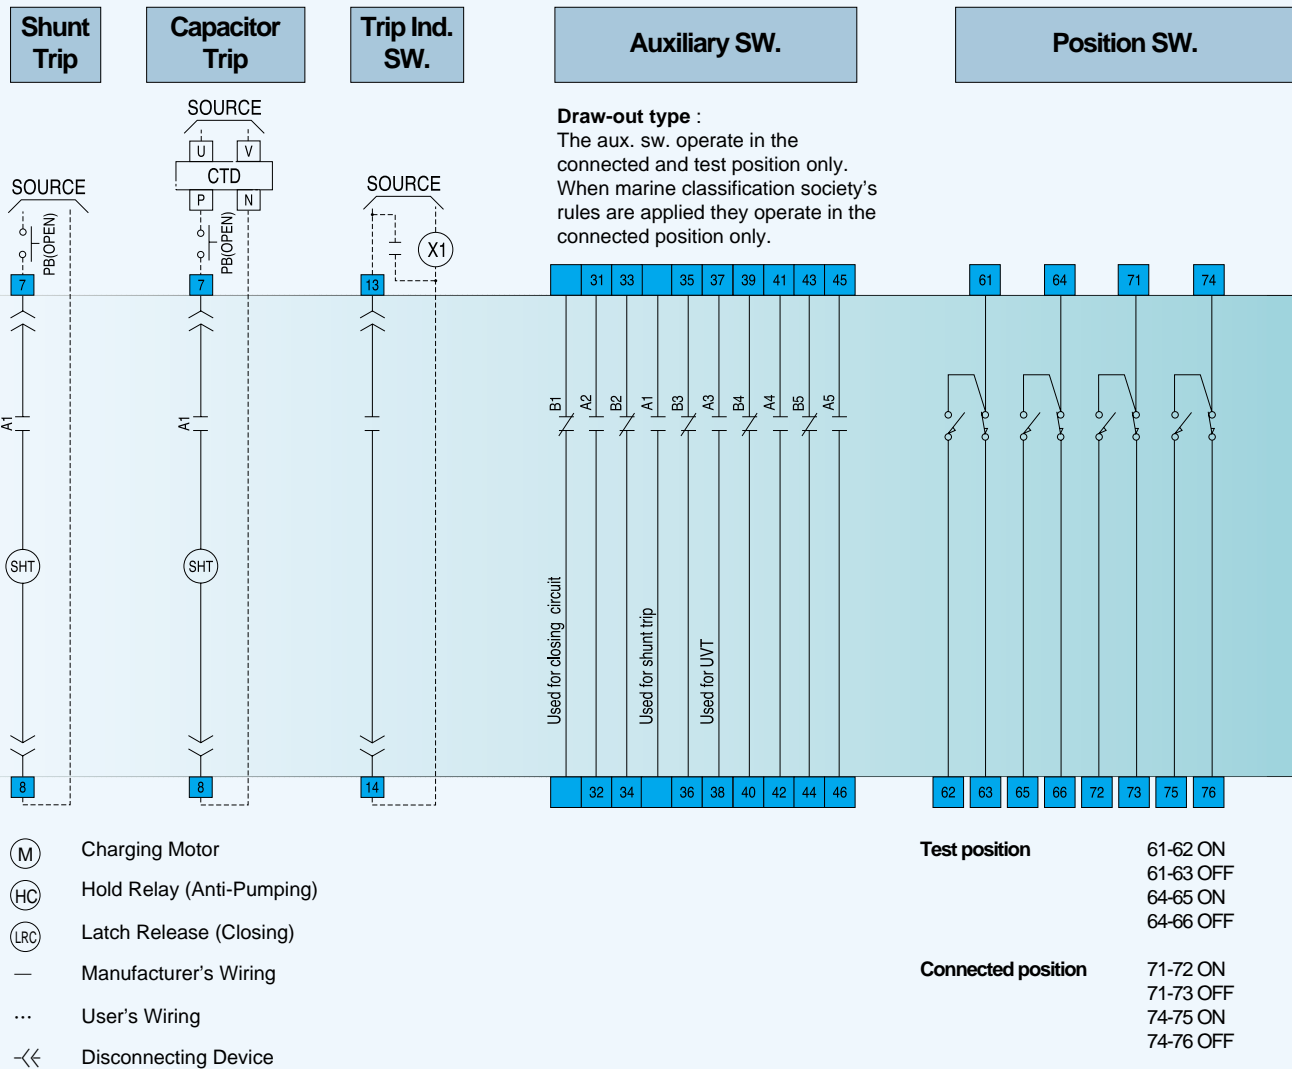 Shunt
Trip
Capacitor
Trip
Trip Ind.
SW.
Auxiliary SW.
Position SW.
SOURCE
PB(OPEN)
7
A1
SHT
8
SOURCE
U
V
CTD
P
N
PB(OPEN)
7
A1
SHT
8
SOURCE
X1
13
14
Draw-out type :
The aux. sw. operate in the
connected and test position only.
When marine classification society's
rules are applied they operate in the
connected position only.
31 33 35 37 39 41 43 45
B1 A2 B2 A1 B3 A3 B4 A4 B5 A5
Used for closing circuit
Used for shunt trip
Used for UVT
32 34 36 38 40 42 44 46
61 64 71 74
62 63 65 66 72 73 75 76
M Charging Motor
HC Hold Relay (Anti-Pumping)
LRC Latch Release (Closing)
— Manufacturer's Wiring
... User's Wiring
Disconnecting Device
Test position 61-62 ON
61-63 OFF
64-65 ON
64-66 OFF
Connected position 71-72 ON
71-73 OFF
74-75 ON
74-76 OFF